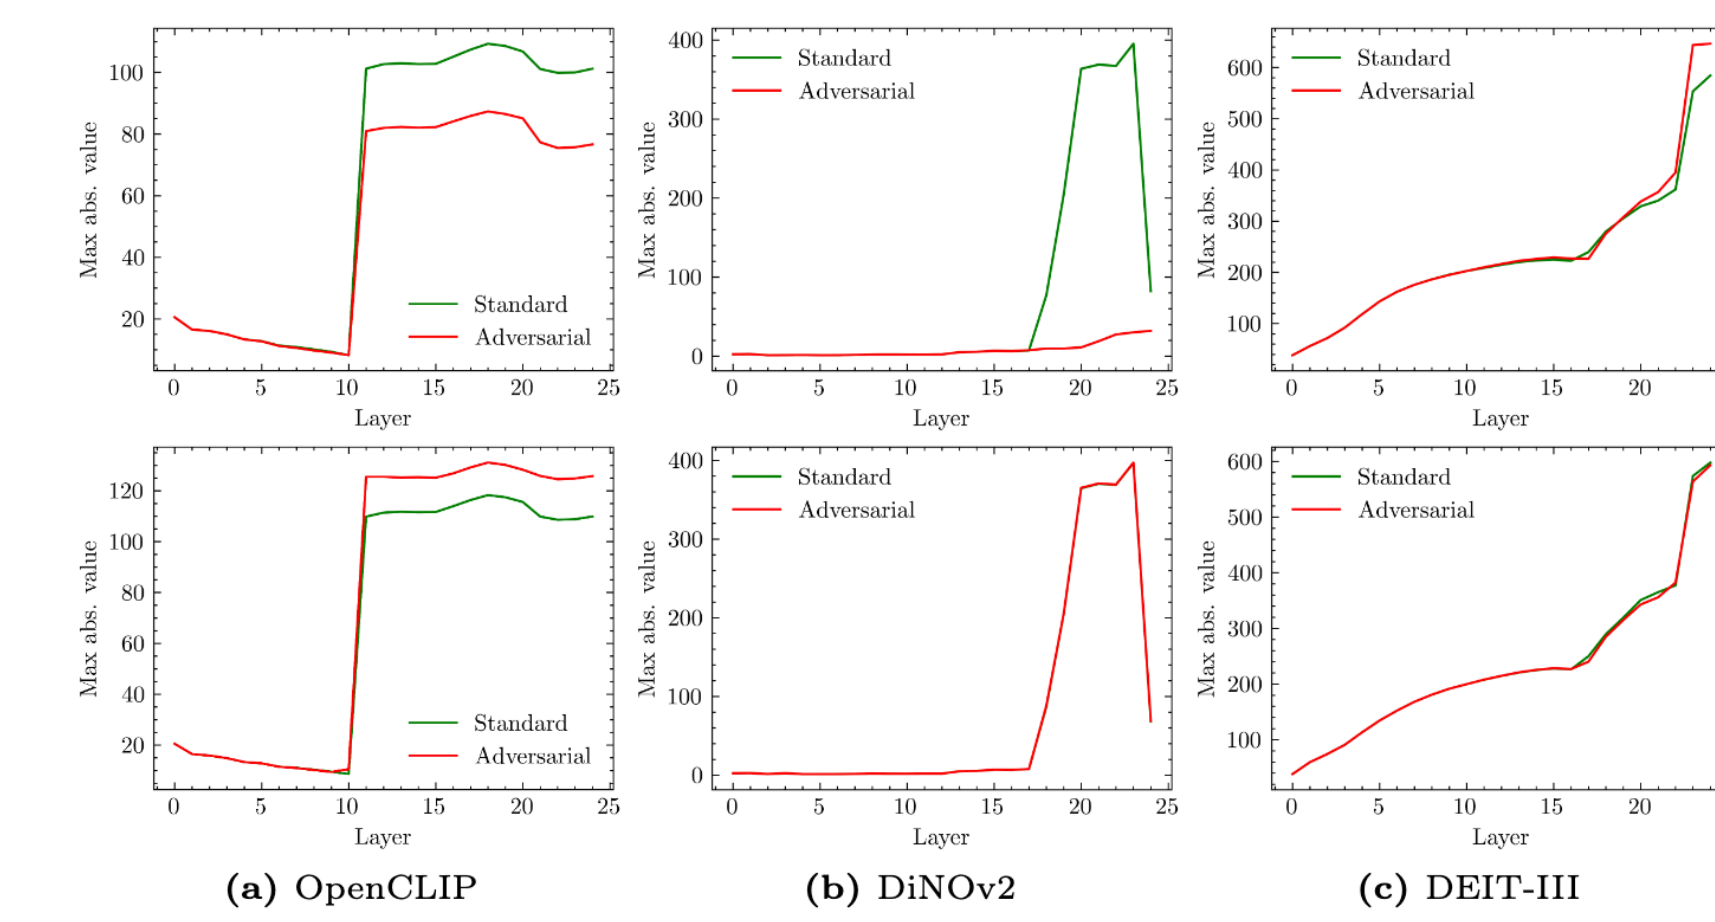 Max abs. value
100
80
60
40
20
Standard
Adversarial
0 5 10 15 20 25
Layer
Max abs. value
400
300
200
100
0
Standard
Adversarial
0 5 10 15 20 25
Layer
Max abs. value
600
500
400
300
200
100
Standard
Adversarial
0 5 10 15 20
Layer
Max abs. value
120
100
80
60
40
20
Standard
Adversarial
0 5 10 15 20 25
Layer
Max abs. value
400
300
200
100
0
Standard
Adversarial
0 5 10 15 20 25
Layer
Max abs. value
600
500
400
300
200
100
Standard
Adversarial
0 5 10 15 20
Layer
(a) OpenCLIP
(b) DiNOv2
(c) DEIT-III